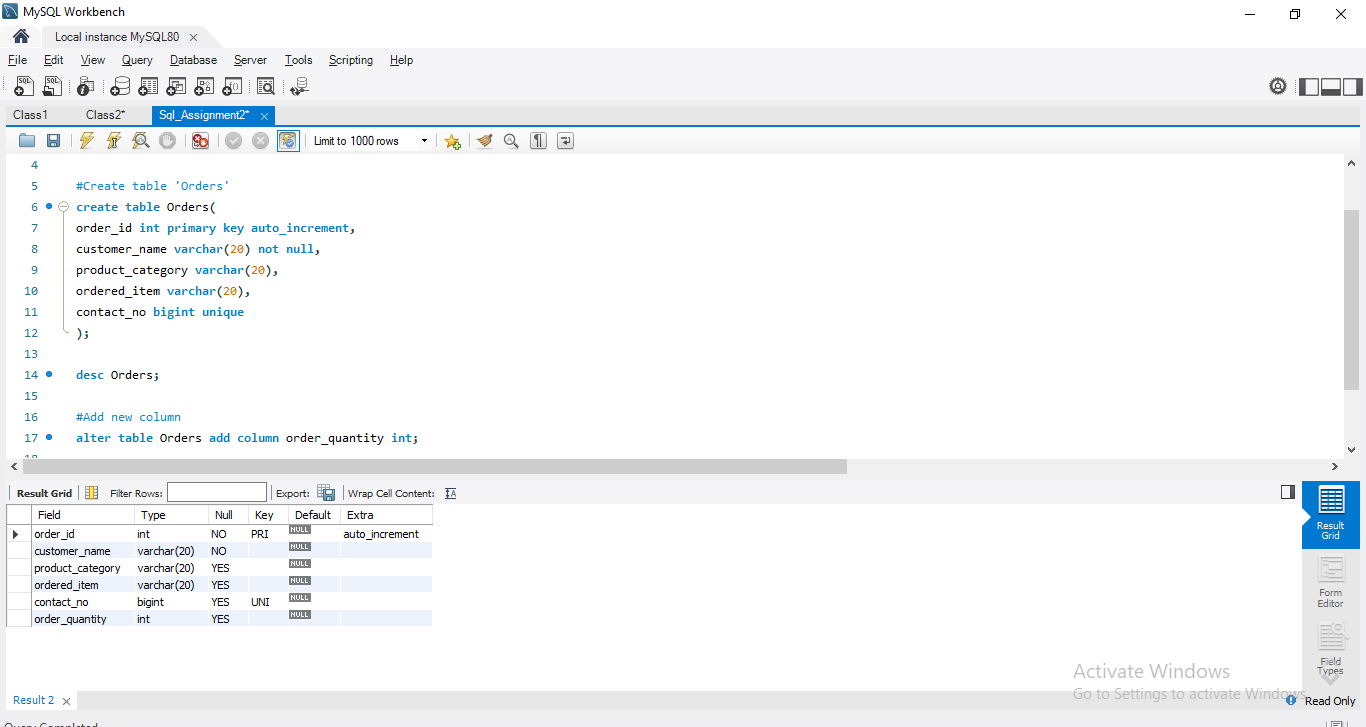 MySQL Workbench
Local instance MySQL80
File Edit View Query Database Server Tools Scripting Help
Class1 Class2* Sql_Assignment2*
Limit to 1000 rows
4
5 #Create table 'Orders'
6 create table Orders(
7 order_id int primary key auto_increment,
8 customer_name varchar(20) not null,
9 product_category varchar(20),
10 ordered_item varchar(20),
11 contact_no bigint unique
12 );
13
14 desc Orders;
15
16 #Add new column
17 alter table Orders add column order_quantity int;
18
Result Grid Filter Rows: Export: Wrap Cell Content:
Field Type Null Key Default Extra
order_id int NO PRI NULL auto_increment
customer_name varchar(20) NO NULL
product_category varchar(20) YES NULL
ordered_item varchar(20) YES NULL
contact_no bigint YES UNI NULL
order_quantity int YES NULL
Result
Grid
Form
Editor
Field
Types
Activate Windows
Go to Settings to activate Windows
Result 2
Read Only
Query Completed